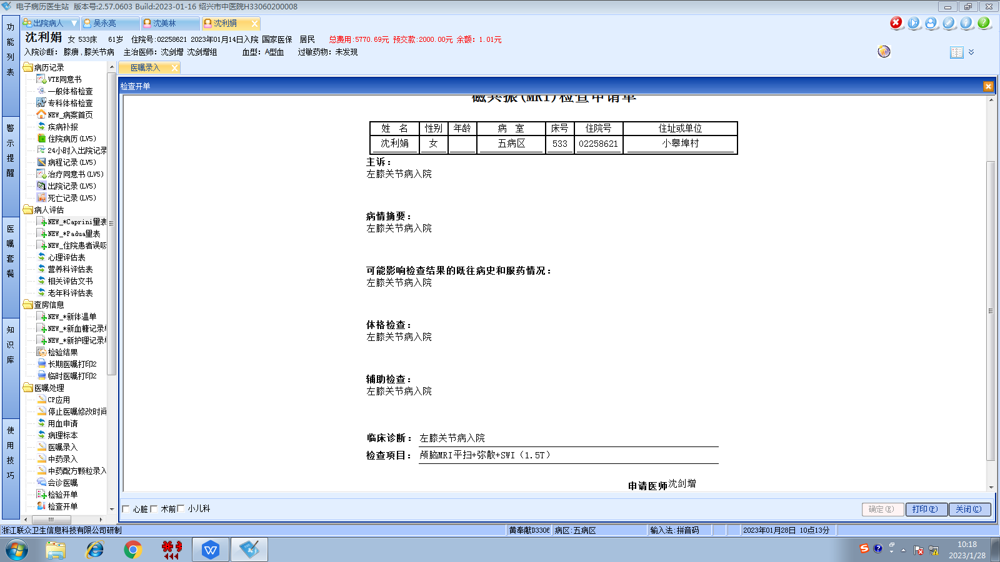 电子病历医生站 版本号:2.57.0603 Build:2023-01-16 绍兴市中医院H33060200008
出院病人 吴永亮 沈美林 沈利娟
沈利娟 女 533床 61岁 住院号:02258621 2023年01月14日入院 国家医保 居民 总费用:5770.69元 预交款:2000.00元 余额: 1.01元
入院诊断: 膝痹,膝关节病 主治医师: 沈剑增 沈剑增组 血型: A型血 过敏药物: 未发现
功能列表
警示提醒
医嘱套餐
知识库
使用技巧
病历记录
VTE同意书
一般体格检查
专科体格检查
NEW_病案首页
疾病补报
住院病历(LV5)
24小时入出院记录
病程记录(LV5)
治疗同意书(LV5)
出院记录(LV5)
死亡记录(LV5)
病人评估
NEW_*Caprini量表
NEW_*Padua量表
NEW_住院患者误吸
心理评估表
营养科评估表
相关评估文书
老年科评估表
查房信息
NEW_*新体温单
NEW_*新血糖记录单
NEW_*新护理记录单
检验结果
长期医嘱打印2
临时医嘱打印2
医嘱处理
CP应用
停止医嘱修改时间
用血申请
病理标本
医嘱录入
中药录入
中药配方颗粒录入
会诊医嘱
检验开单
检查开单
医嘱录入
检查开单
磁共振(MRI)检查申请单
姓 名 性别 年龄 病 室 床号 住院号 住址或单位
沈利娟 女 五病区 533 02258621 小皋埠村
主诉:
左膝关节病入院
病情摘要:
左膝关节病入院
可能影响检查结果的既往病史和服药情况:
左膝关节病入院
体格检查:
左膝关节病入院
辅助检查:
左膝关节病入院
临床诊断: 左膝关节病入院
检查项目: 颅脑MRI平扫+弥散+SWI(1.5T)
申请医师 沈剑增
心脏 术前 小儿科 确定(E) 打印(P) 关闭(C)
浙江联众卫生信息科技有限公司研制 黄奉献D3306 病区:五病区 输入法:拼音码 2023年01月28日 10点13分
10:18
2023/1/28